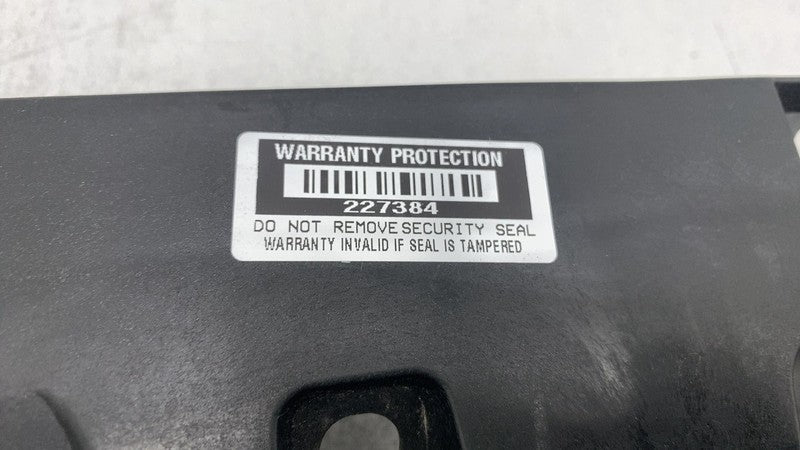 WARRANTY PROTECTION
227384
DO NOT REMOVE SECURITY SEAL
WARRANTY INVALID IF SEAL IS TAMPERED